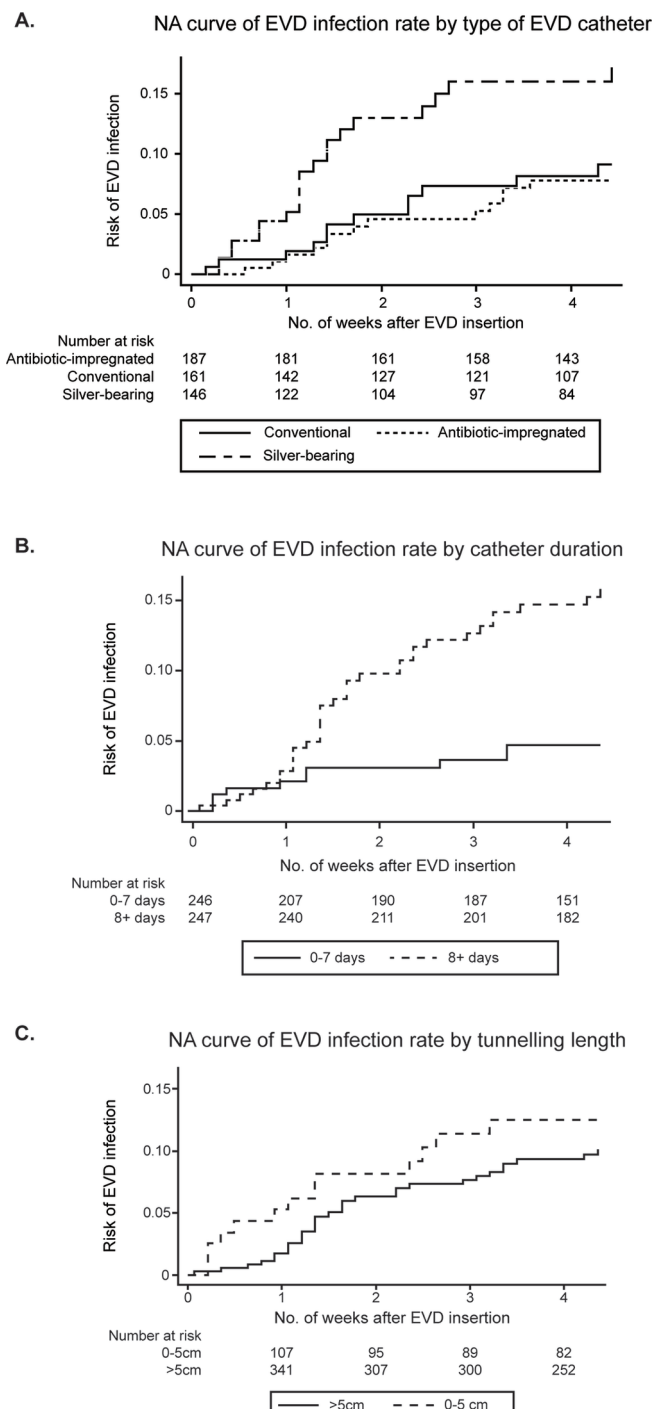 A.
NA curve of EVD infection rate by type of EVD catheter
Risk of EVD infection
0.15
0.10
0.05
0
0 1 2 3 4
No. of weeks after EVD insertion
Number at risk
Antibiotic-impregnated 187 181 161 158 143
Conventional 161 142 127 121 107
Silver-bearing 146 122 104 97 84
Conventional Antibiotic-impregnated
Silver-bearing
B.
NA curve of EVD infection rate by catheter duration
Risk of EVD infection
0.15
0.10
0.05
0
0 1 2 3 4
No. of weeks after EVD insertion
Number at risk
0-7 days 246 207 190 187 151
8+ days 247 240 211 201 182
0-7 days 8+ days
C.
NA curve of EVD infection rate by tunnelling length
Risk of EVD infection
0.15
0.10
0.05
0
0 1 2 3 4
No. of weeks after EVD insertion
Number at risk
0-5cm 107 95 89 82
>5cm 341 307 300 252
>5cm 0-5 cm